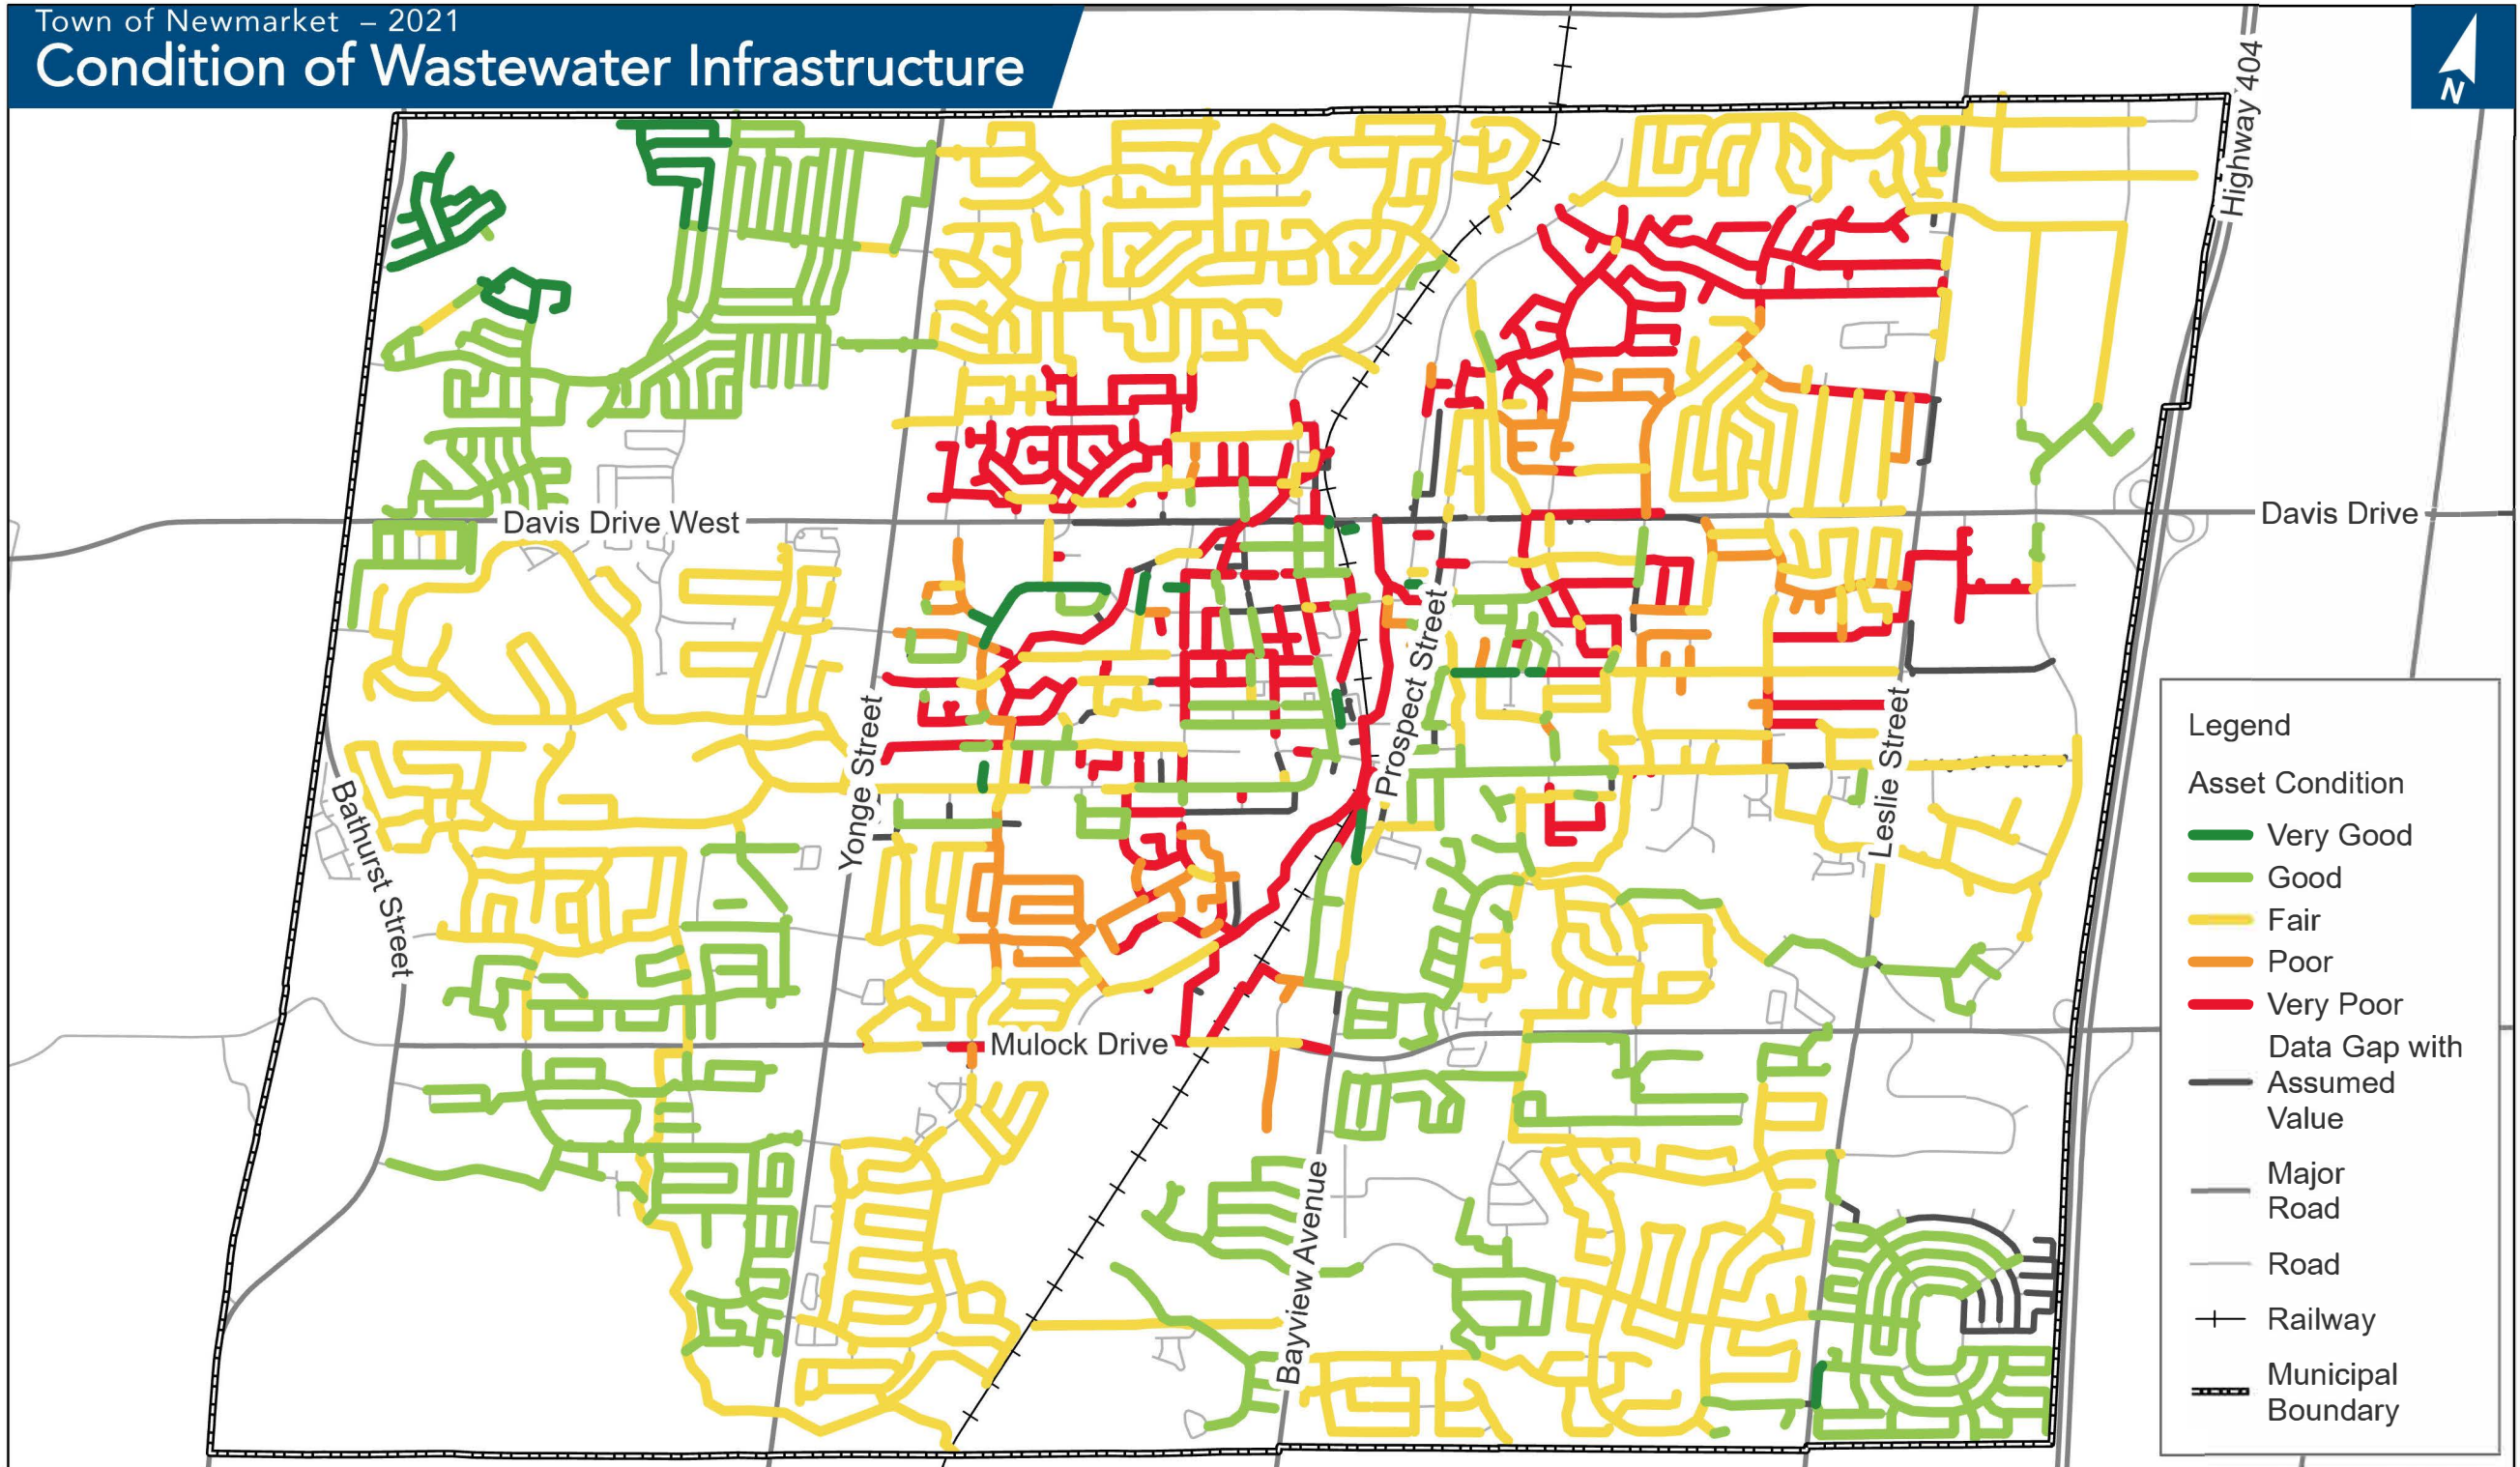 Town of Newmarket – 2021
Condition of Wastewater Infrastructure
N
Highway 404
Davis Drive West
Davis Drive
Prospect Street
Yonge Street
Leslie Street
Bathurst Street
Mulock Drive
Bayview Avenue
Legend
Asset Condition
Very Good
Good
Fair
Poor
Very Poor
Data Gap with
Assumed
Value
Major
Road
Road
Railway
Municipal
Boundary